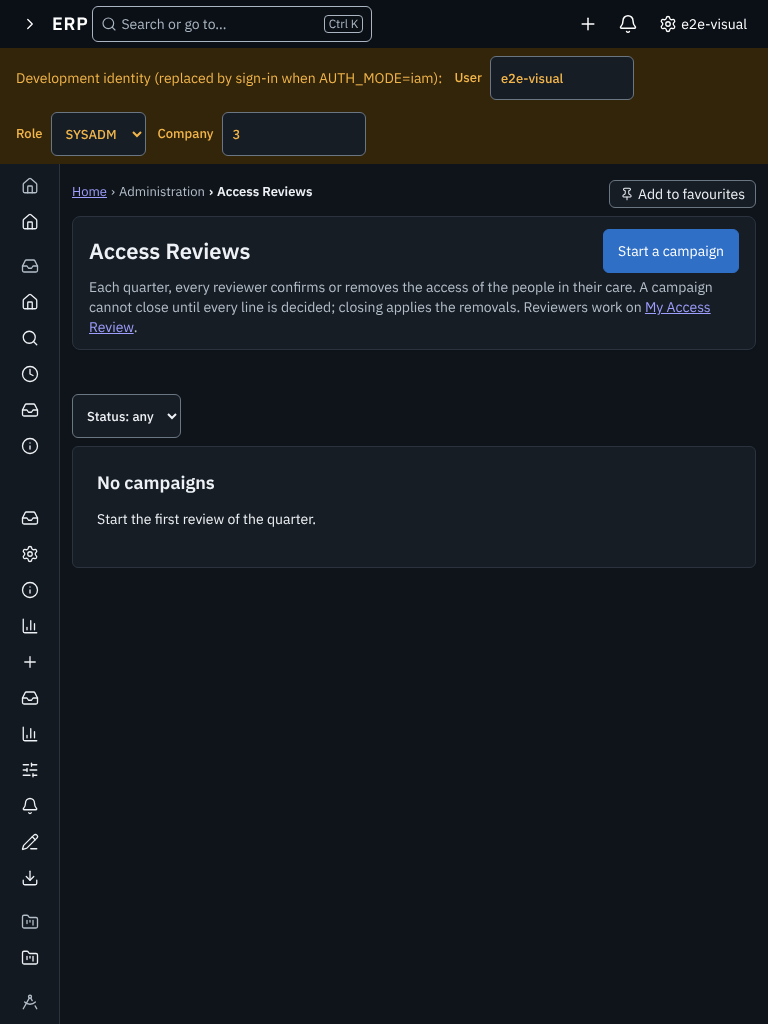 ERP
Search or go to...
Ctrl K
e2e-visual
Development identity (replaced by sign-in when AUTH_MODE=iam):
User
e2e-visual
Role
SYSADM
Company
3
Home › Administration › Access Reviews
Add to favourites
Access Reviews
Start a campaign
Each quarter, every reviewer confirms or removes the access of the people in their care. A campaign
cannot close until every line is decided; closing applies the removals. Reviewers work on My Access
Review.
Status: any
No campaigns
Start the first review of the quarter.